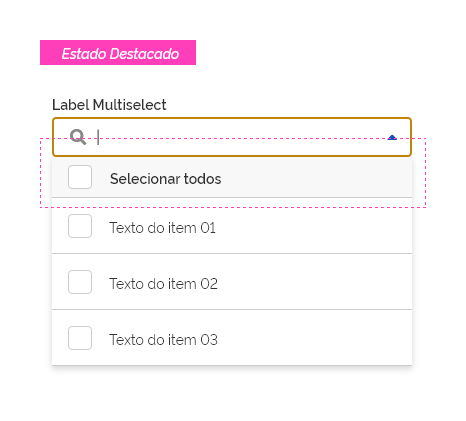 Estado Destacado
Label Multiselect
Selecionar todos
Texto do item 01
Texto do item 02
Texto do item 03